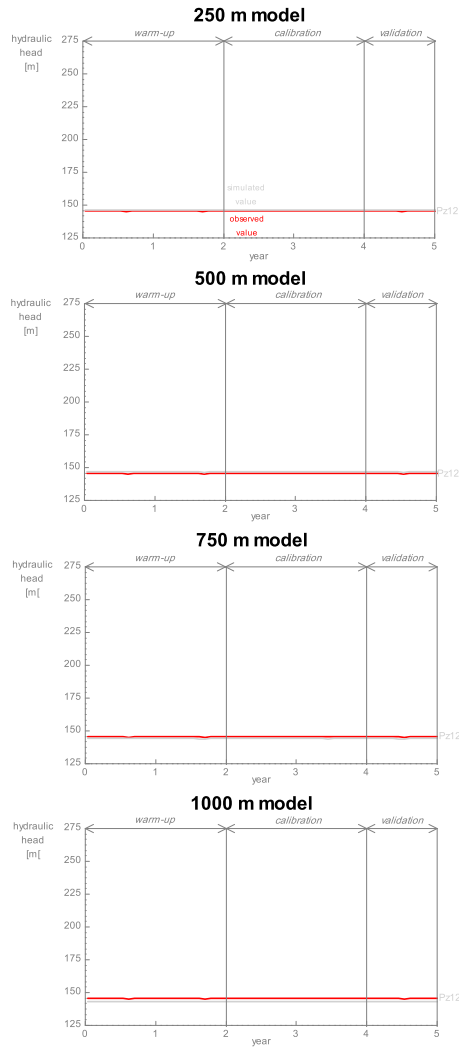 250 m model
hydraulic
head
[m]
warm-up
calibration
validation
275
250
225
200
175
150
125
simulated
value
observed
value
Pz12
0 1 2 3 4 5
year
500 m model
hydraulic
head
[m]
warm-up
calibration
validation
275
250
225
200
175
150
125
Pz12
0 1 2 3 4 5
year
750 m model
hydraulic
head
[m[
warm-up
calibration
validation
275
250
225
200
175
150
125
Pz12
0 1 2 3 4 5
year
1000 m model
hydraulic
head
[m[
warm-up
calibration
validation
275
250
225
200
175
150
125
Pz12
0 1 2 3 4 5
year